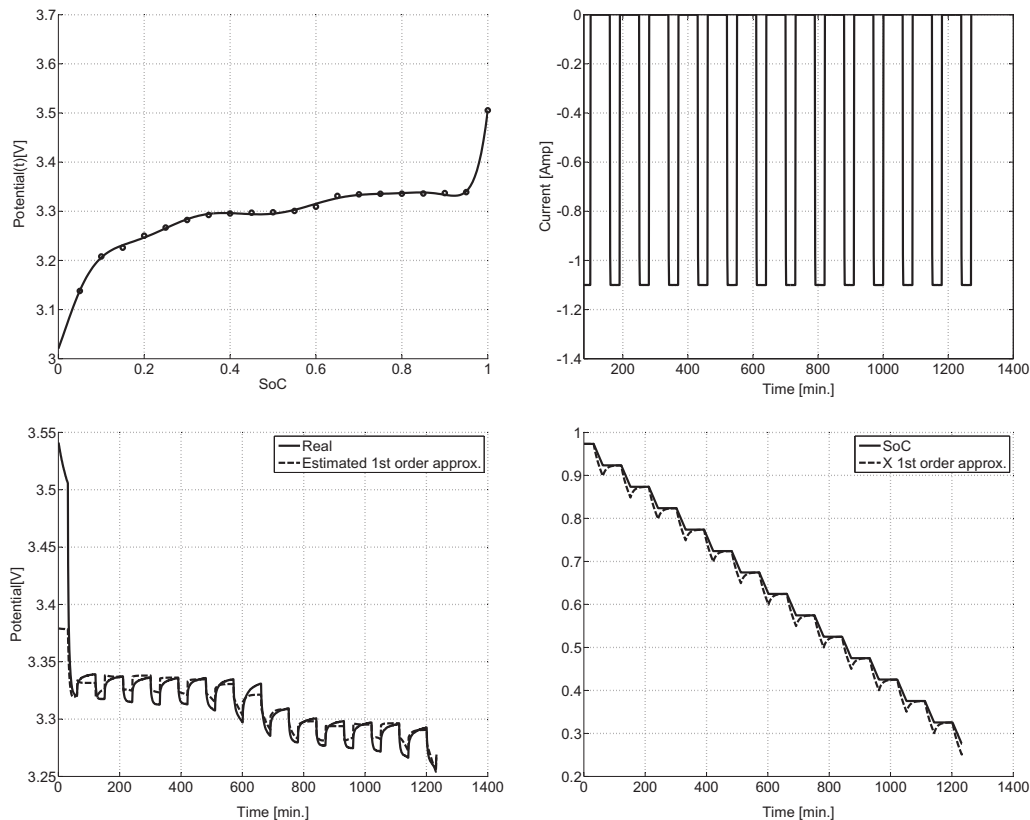 3.7
3.6
3.5
3.4
3.3
3.2
3.1
3
0 0.2 0.4 0.6 0.8 1
Potential(t)[V]
SoC
0
-0.2
-0.4
-0.6
-0.8
-1
-1.2
-1.4
200 400 600 800 1000 1200 1400
Current [Amp]
Time [min.]
3.55
3.5
3.45
3.4
3.35
3.3
3.25
0 200 400 600 800 1000 1200 1400
Potential[V]
Time [min.]
Real
Estimated 1st order approx.
1
0.9
0.8
0.7
0.6
0.5
0.4
0.3
0.2
0 200 400 600 800 1000 1200 1400
Time [min.]
SoC
X 1st order approx.